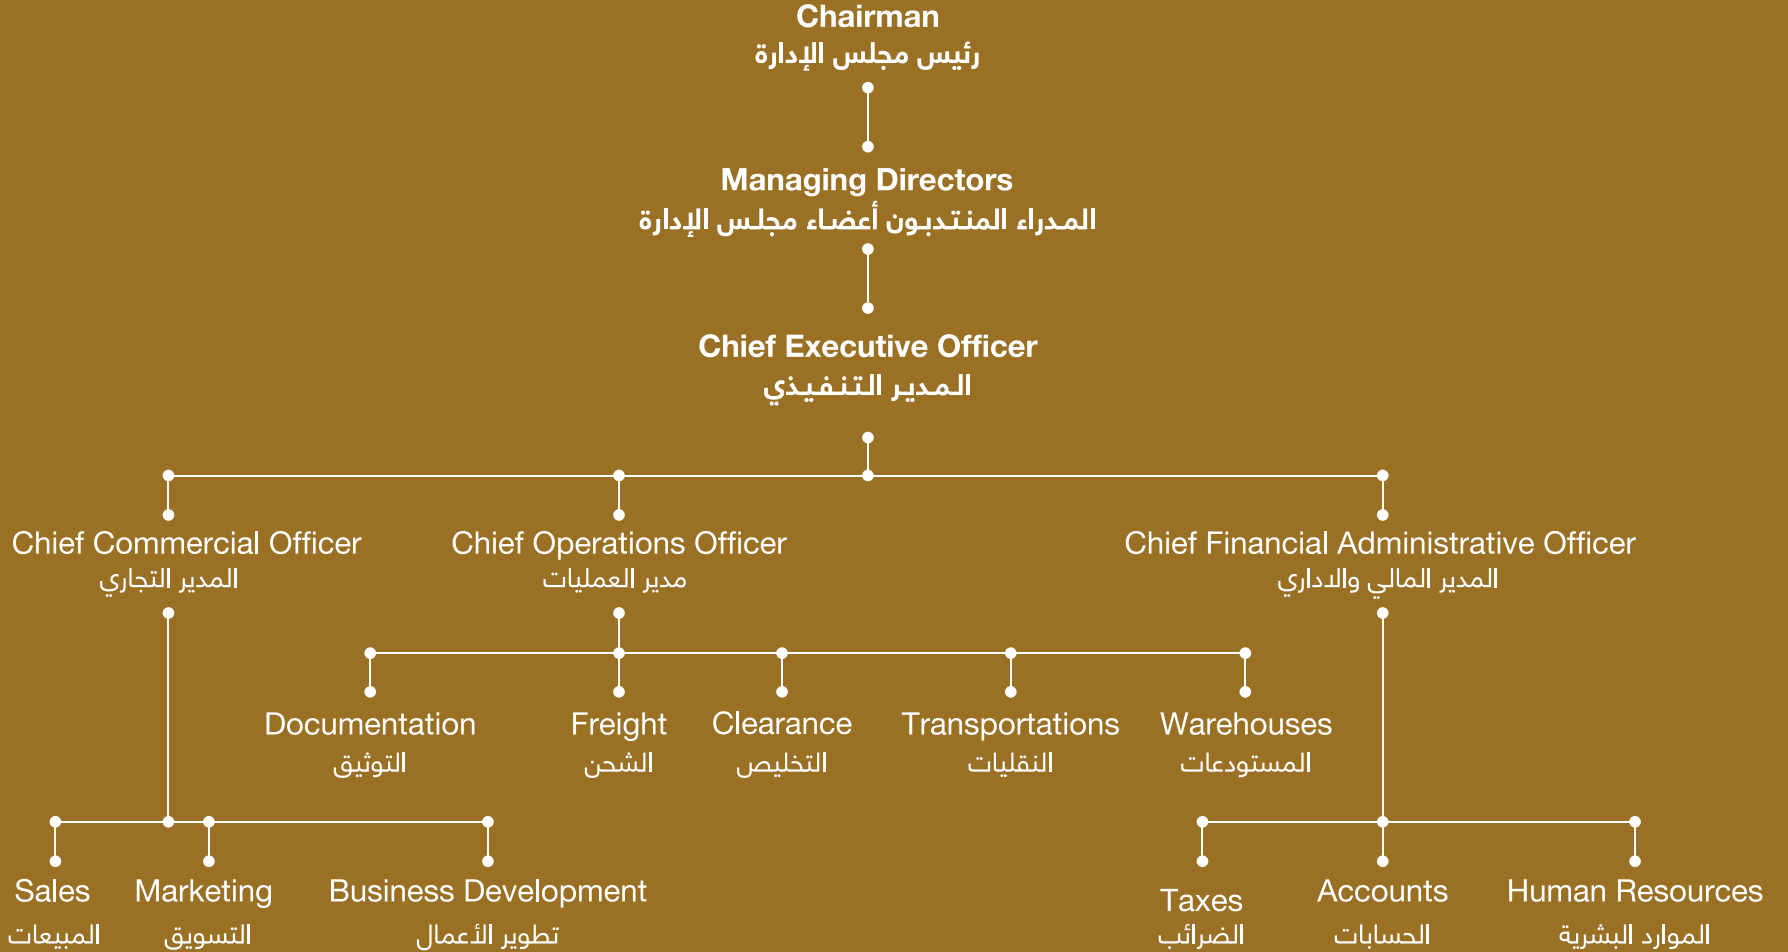 Chairman
رئيس مجلس الإدارة
Managing Directors
المدراء المنتدبون أعضاء مجلس الإدارة
Chief Executive Officer
المدير التنفيذي
Chief Commercial Officer
المدير التجاري
Chief Operations Officer
مدير العمليات
Chief Financial Administrative Officer
المدير المالي والاداري
Documentation
التوثيق
Freight
الشحن
Clearance
التخليص
Transportations
النقليات
Warehouses
المستودعات
Sales
المبيعات
Marketing
التسويق
Business Development
تطوير الأعمال
Taxes
الضرائب
Accounts
الحسابات
Human Resources
الموارد البشرية